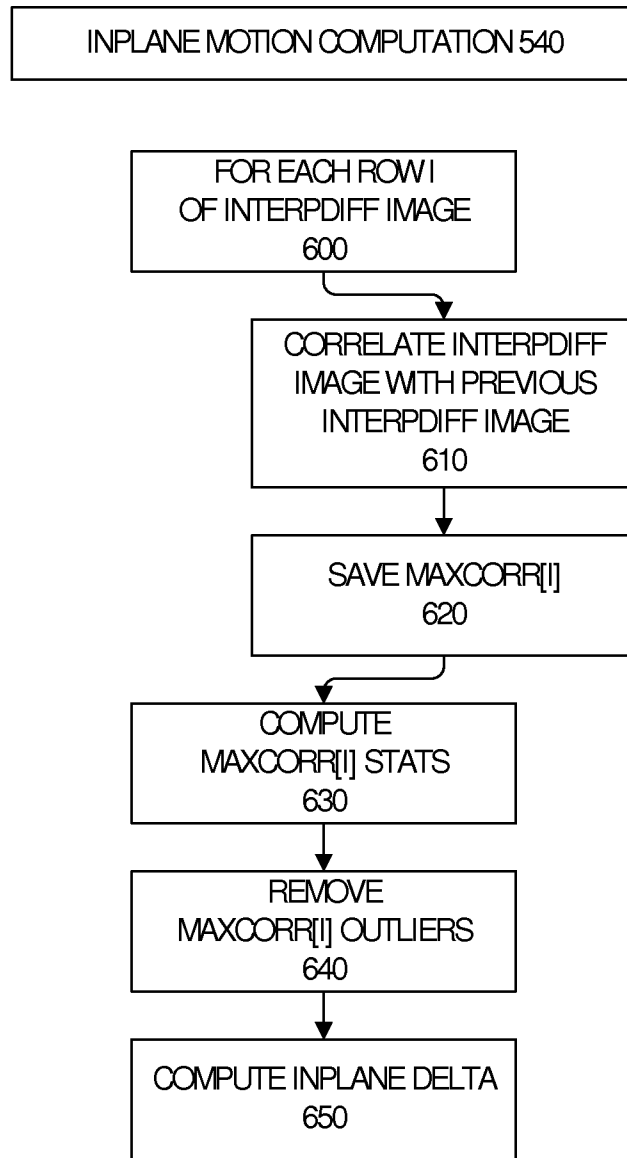 INPLANE MOTION COMPUTATION 540
FOR EACH ROW I
OF INTERPDIFF IMAGE
600
CORRELATE INTERPDIFF
IMAGE WITH PREVIOUS
INTERPDIFF IMAGE
610
SAVE MAXCORR[I]
620
COMPUTE
MAXCORR[I] STATS
630
REMOVE
MAXCORR[I] OUTLIERS
640
COMPUTE INPLANE DELTA
650